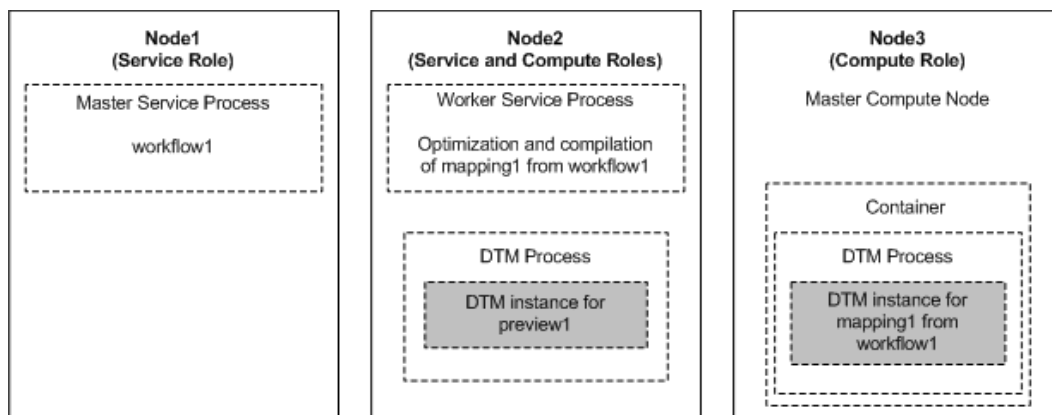 Node1
(Service Role)
Master Service Process
workflow1
Node2
(Service and Compute Roles)
Worker Service Process
Optimization and compilation
of mapping1 from workflow1
DTM Process
DTM instance for
preview1
Node3
(Compute Role)
Master Compute Node
Container
DTM Process
DTM instance for
mapping1 from
workflow1